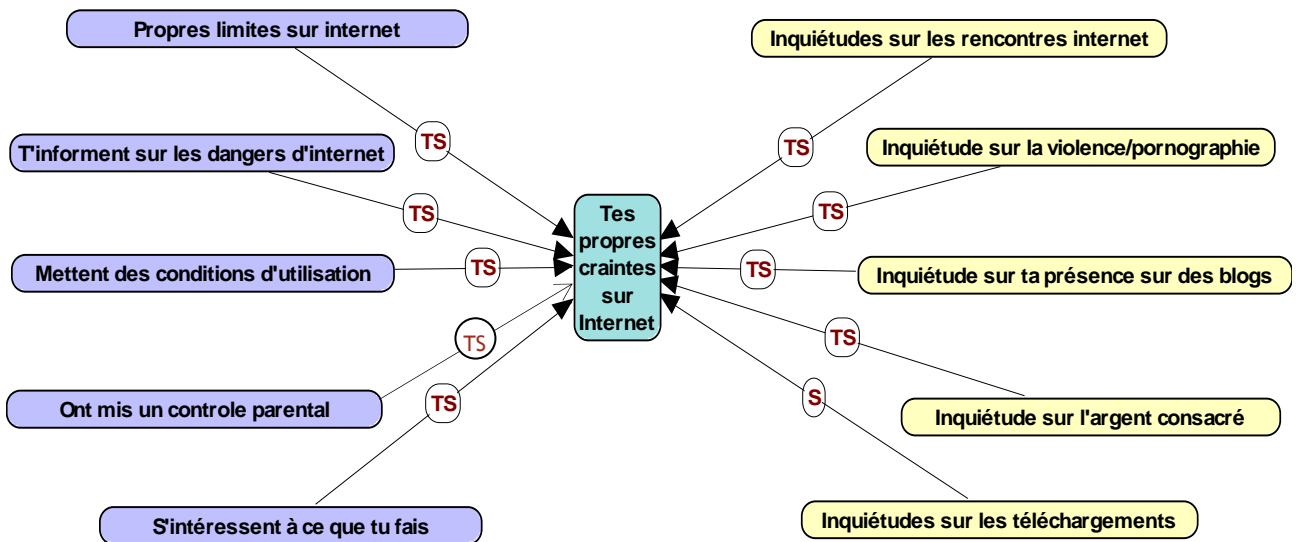 Propres limites sur internet
Inquiétudes sur les rencontres internet
TS
TS
T'informent sur les dangers d'internet
Inquiétude sur la violence/pornographie
TS
TS
Tes
propres
craintes
sur
Internet
Mettent des conditions d'utilisation
TS
TS
Inquiétude sur ta présence sur des blogs
TS
TS
Ont mis un controle parental
TS
S
Inquiétude sur l'argent consacré
S'intéressent à ce que tu fais
Inquiétudes sur les téléchargements